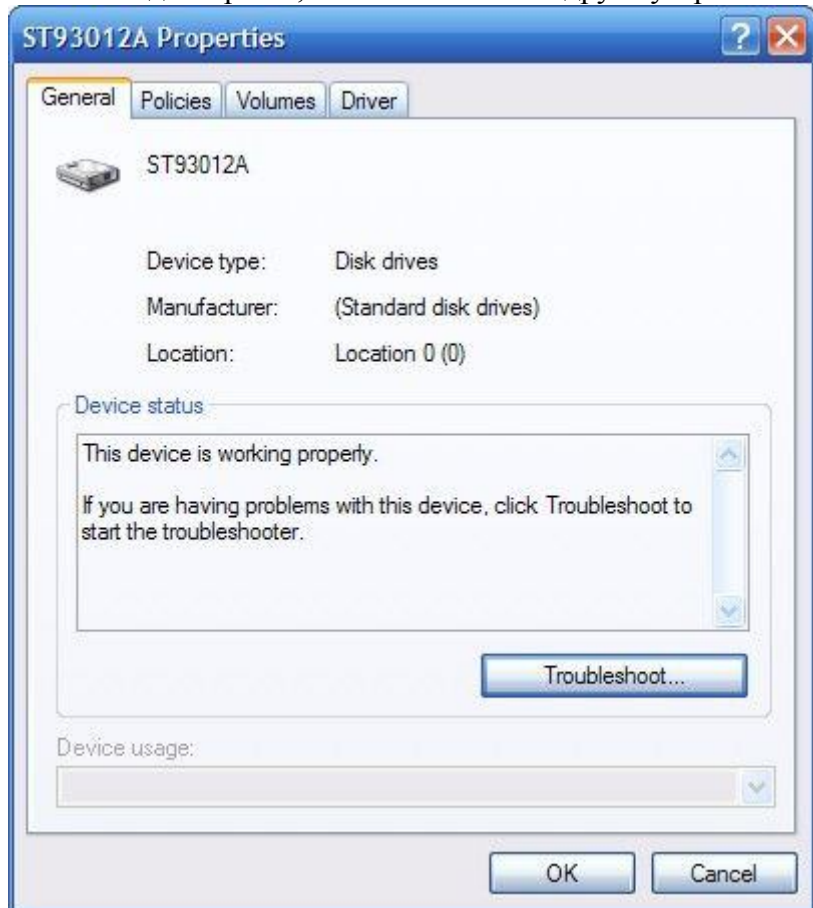 ST93012A Properties
General Policies Volumes Driver
ST93012A
Device type: Disk drives
Manufacturer: (Standard disk drives)
Location: Location 0 (0)
Device status
This device is working properly.
If you are having problems with this device, click Troubleshoot to
start the troubleshooter.
Troubleshoot...
Device usage:
OK Cancel